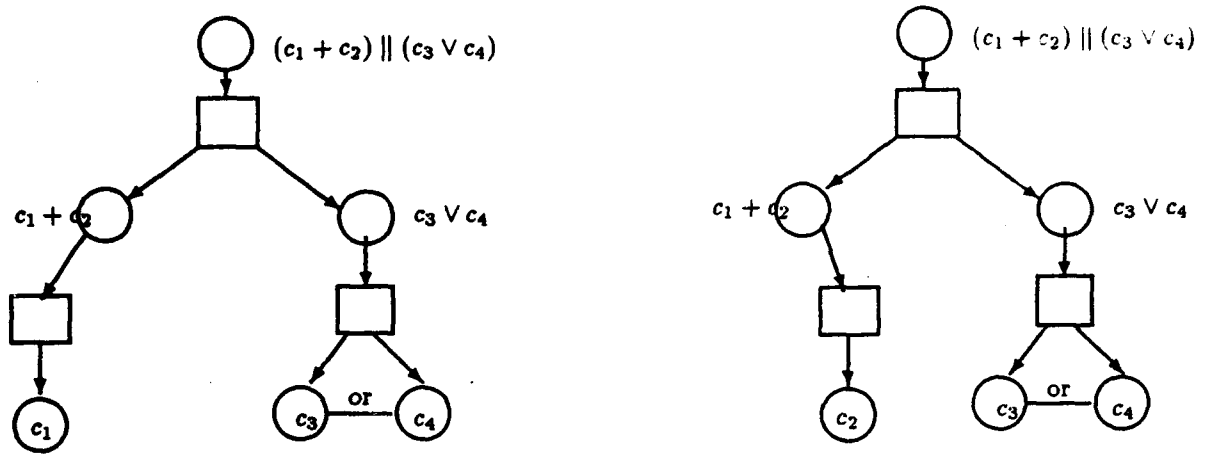 (c₁ + c₂) ∥ (c₃ ∨ c₄)
c₁ + c₂
c₃ ∨ c₄
or
c₁
c₃
c₄
(c₁ + c₂) ∥ (c₃ ∨ c₄)
c₁ + c₂
c₃ ∨ c₄
or
c₂
c₃
c₄